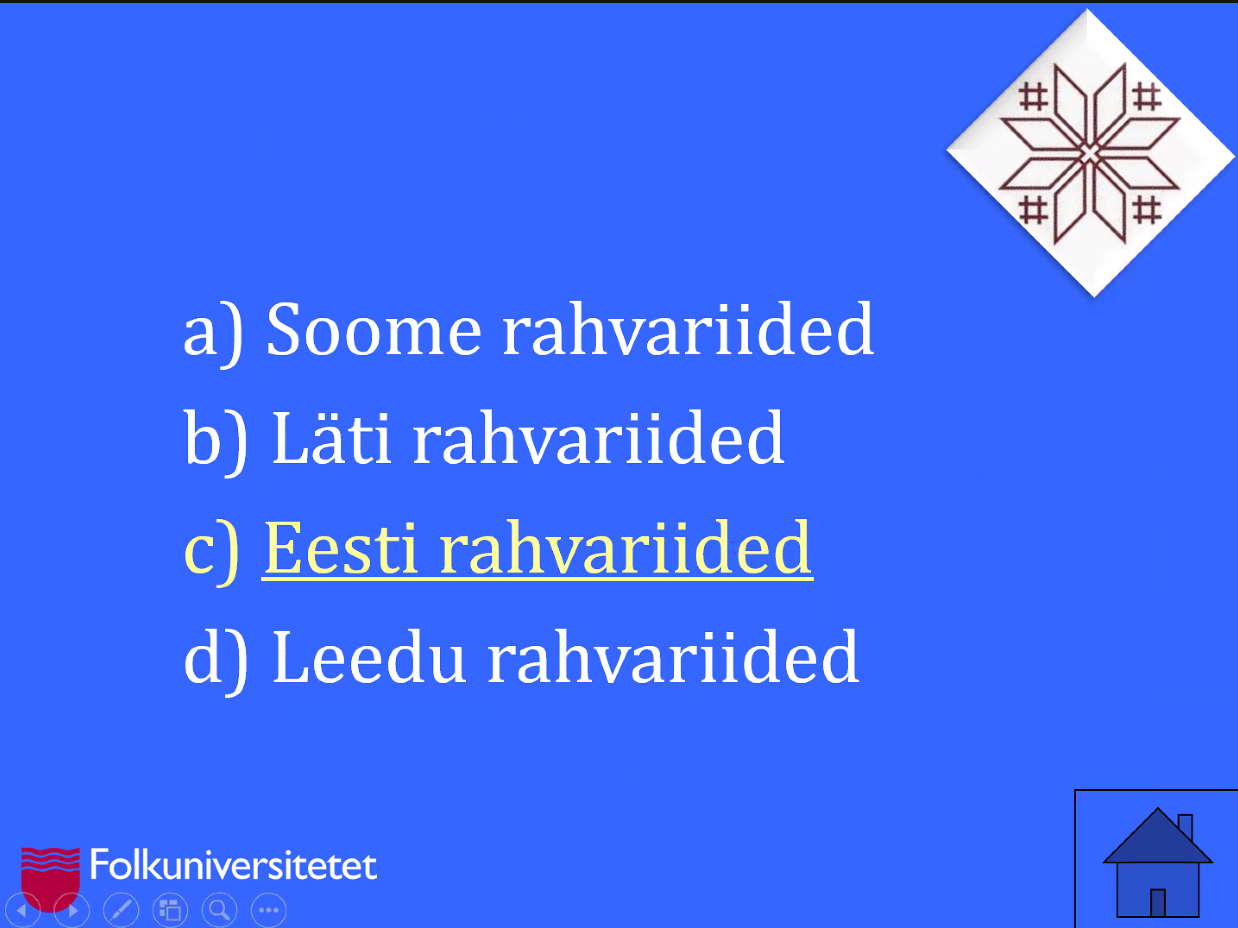 a) Soome rahvariided
b) Läti rahvariided
c) Eesti rahvariided
d) Leedu rahvariided
Folkuniversitetet